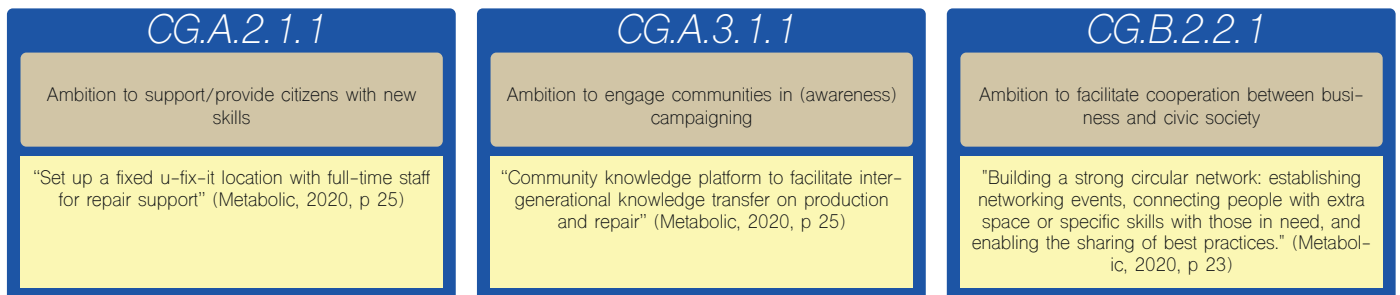 CG.A.2.1.1
Ambition to support/provide citizens with new
skills
“Set up a fixed u-fix-it location with full-time staff
for repair support” (Metabolic, 2020, p 25)
CG.A.3.1.1
Ambition to engage communities in (awareness)
campaigning
“Community knowledge platform to facilitate inter-
generational knowledge transfer on production
and repair” (Metabolic, 2020, p 25)
CG.B.2.2.1
Ambition to facilitate cooperation between busi-
ness and civic society
"Building a strong circular network: establishing
networking events, connecting people with extra
space or specific skills with those in need, and
enabling the sharing of best practices." (Metabol-
ic, 2020, p 23)